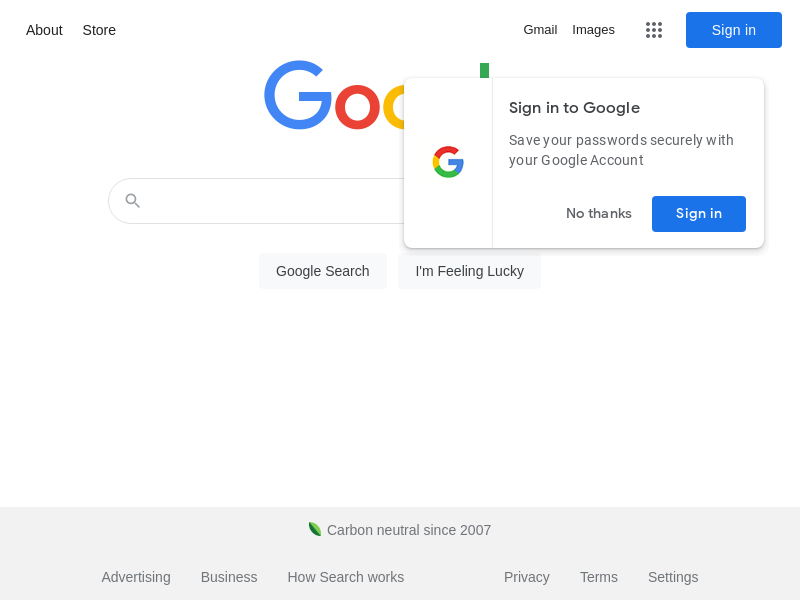 About Store
Gmail Images
Sign in
Goo
Sign in to Google
Save your passwords securely with
your Google Account
No thanks
Sign in
Google Search
I'm Feeling Lucky
Carbon neutral since 2007
Advertising Business How Search works
Privacy Terms Settings